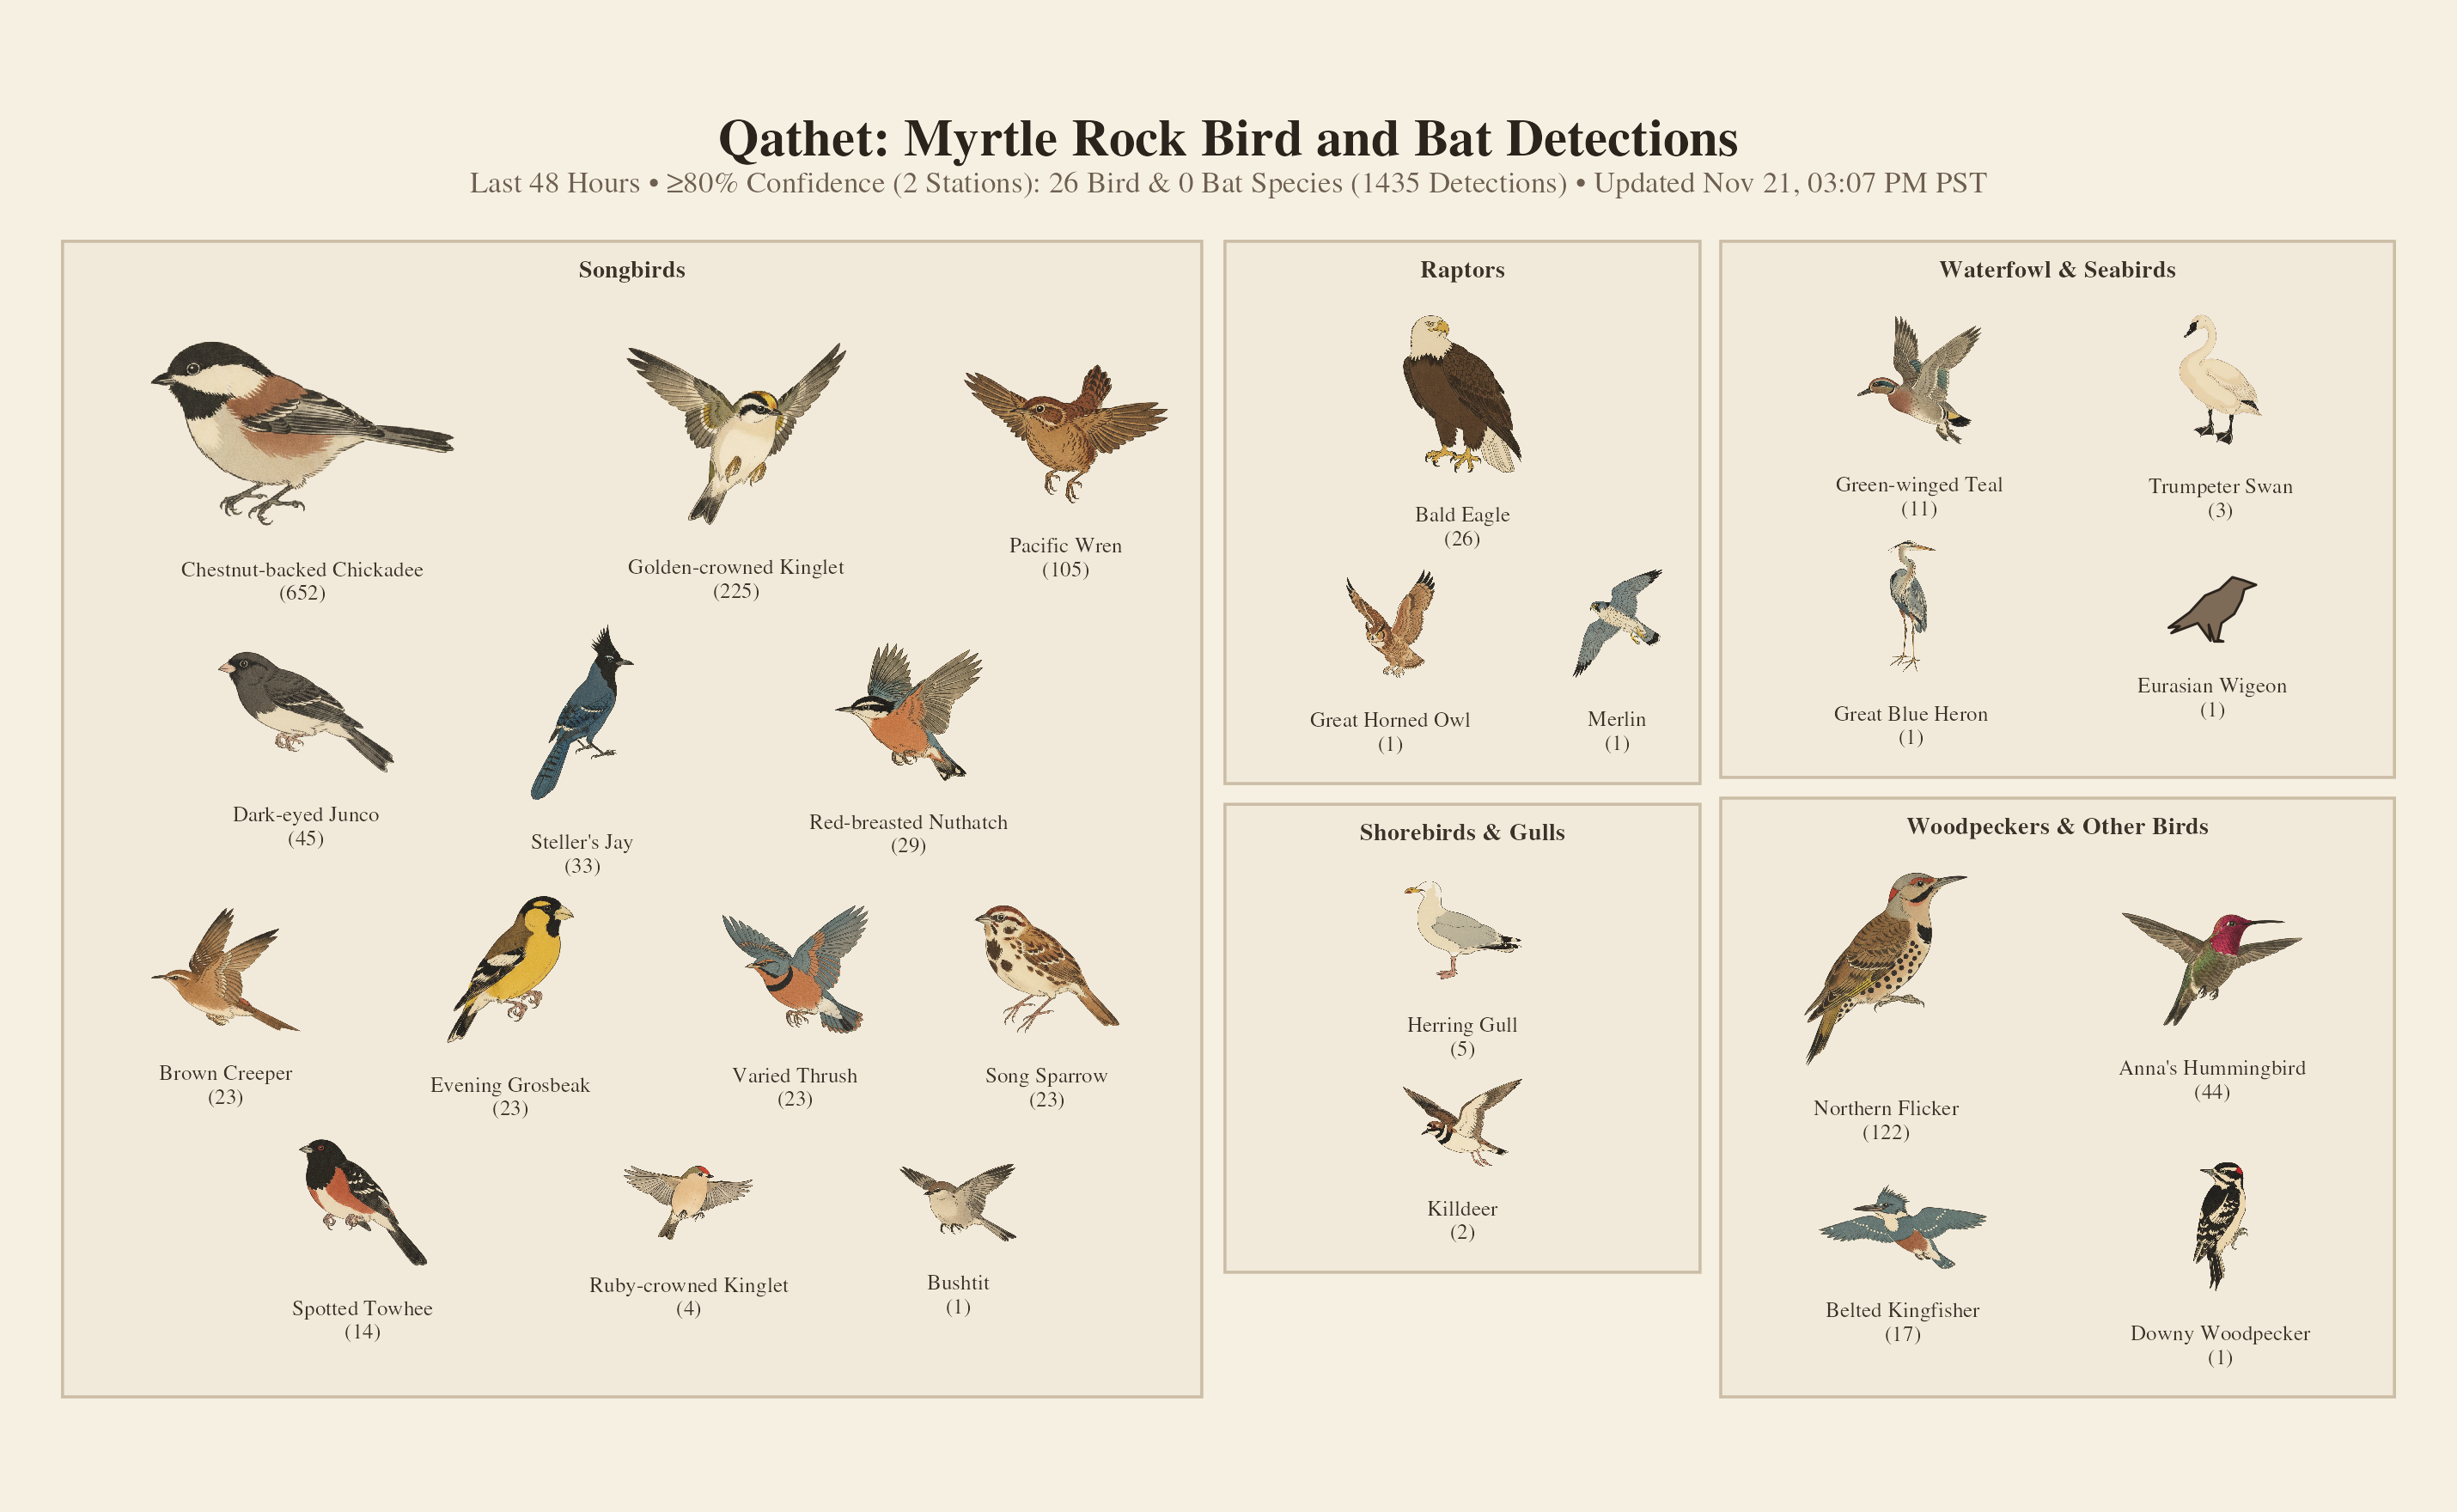 Qathet: Myrtle Rock Bird and Bat Detections
Last 48 Hours • ≥80% Confidence (2 Stations): 26 Bird & 0 Bat Species (1435 Detections) • Updated Nov 21, 03:07 PM PST
Songbirds
Chestnut-backed Chickadee
(652)
Golden-crowned Kinglet
(225)
Pacific Wren
(105)
Dark-eyed Junco
(45)
Steller's Jay
(33)
Red-breasted Nuthatch
(29)
Brown Creeper
(23)
Evening Grosbeak
(23)
Varied Thrush
(23)
Song Sparrow
(23)
Spotted Towhee
(14)
Ruby-crowned Kinglet
(4)
Bushtit
(1)
Raptors
Bald Eagle
(26)
Great Horned Owl
(1)
Merlin
(1)
Shorebirds & Gulls
Herring Gull
(5)
Killdeer
(2)
Waterfowl & Seabirds
Green-winged Teal
(11)
Trumpeter Swan
(3)
Great Blue Heron
(1)
Eurasian Wigeon
(1)
Woodpeckers & Other Birds
Northern Flicker
(122)
Anna's Hummingbird
(44)
Belted Kingfisher
(17)
Downy Woodpecker
(1)